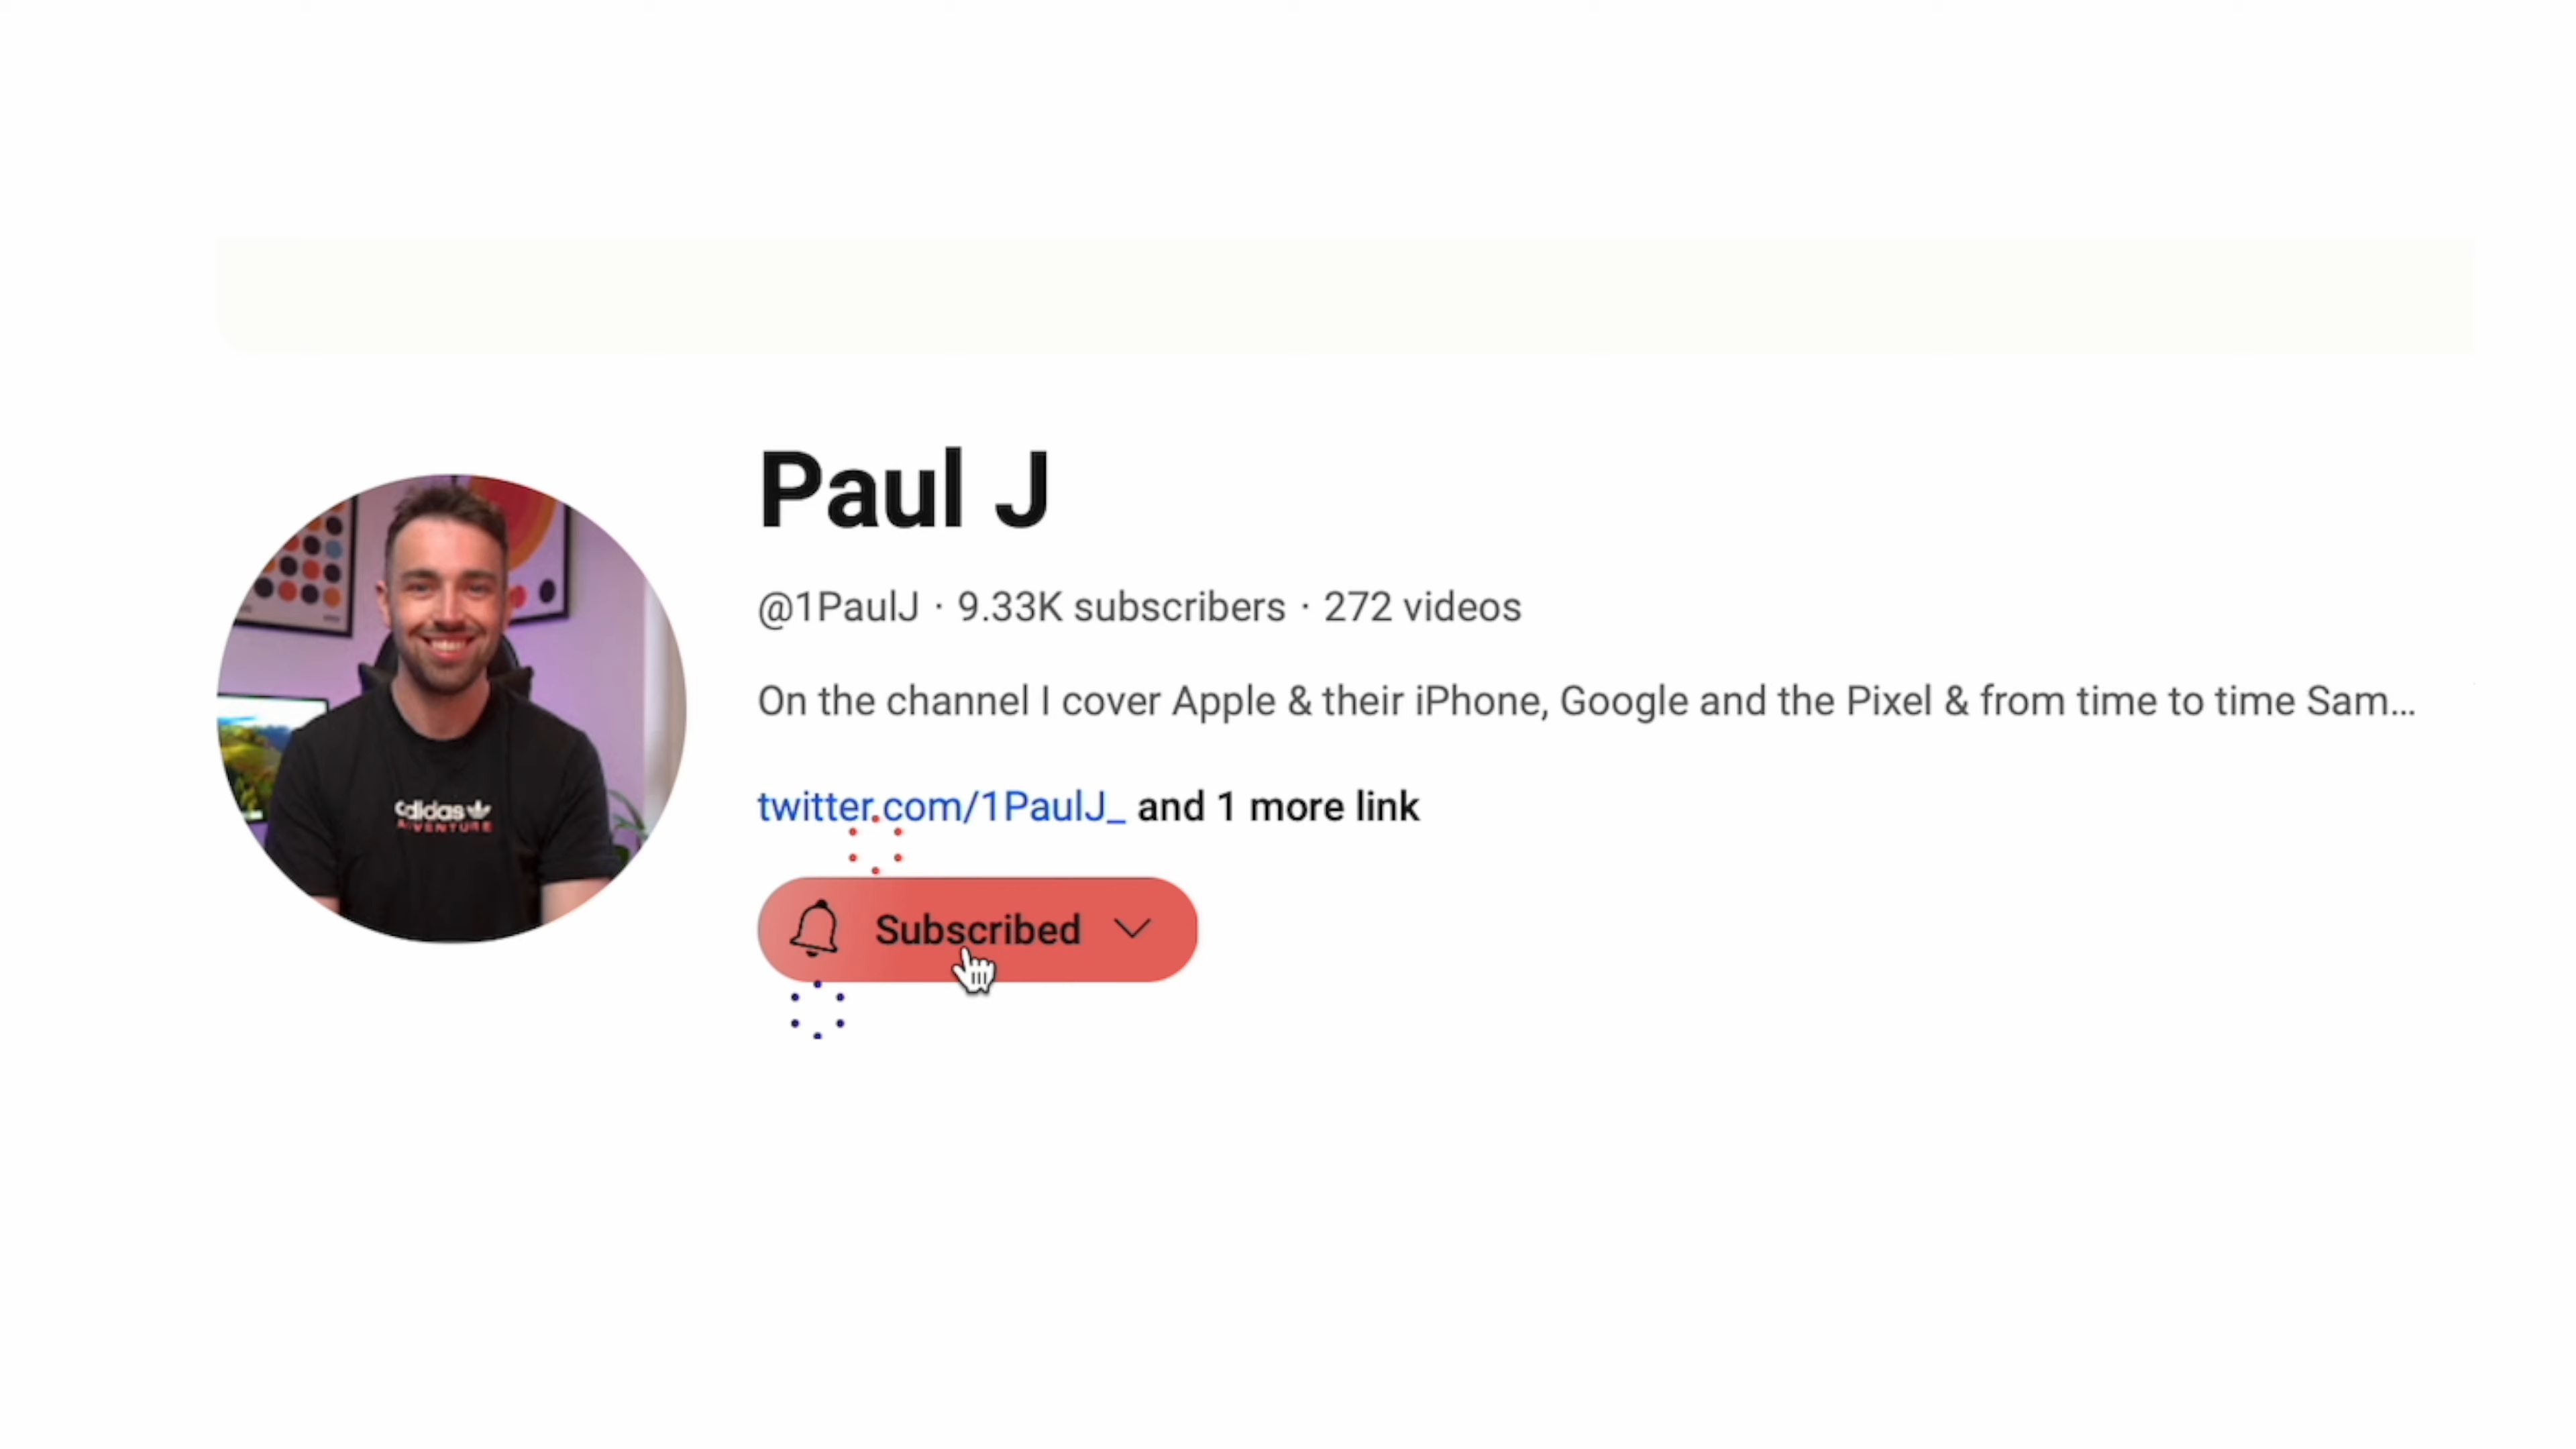 Paul J
@1PaulJ · 9.33K subscribers · 272 videos
On the channel I cover Apple & their iPhone, Google and the Pixel & from time to time Sam...
twitter.com/1PaulJ_ and 1 more link
adidas
Subscribed